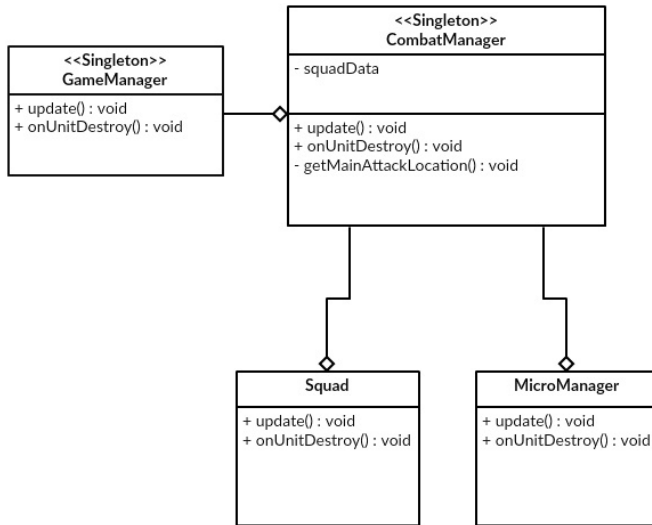 <<Singleton>>
GameManager
+ update() : void
+ onUnitDestroy() : void
<<Singleton>>
CombatManager
- squadData
+ update() : void
+ onUnitDestroy() : void
- getMainAttackLocation() : void
Squad
+ update() : void
+ onUnitDestroy() : void
MicroManager
+ update() : void
+ onUnitDestroy() : void